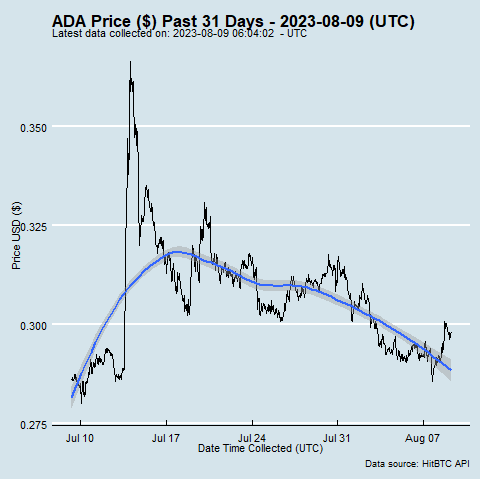 ADA Price ($) Past 31 Days - 2023-08-09 (UTC)
Latest data collected on: 2023-08-09 06:04:02 - UTC
Price USD ($)
0.350
0.325
0.300
0.275
Jul 10 Jul 17 Jul 24 Jul 31 Aug 07
Date Time Collected (UTC)
Data source: HitBTC API